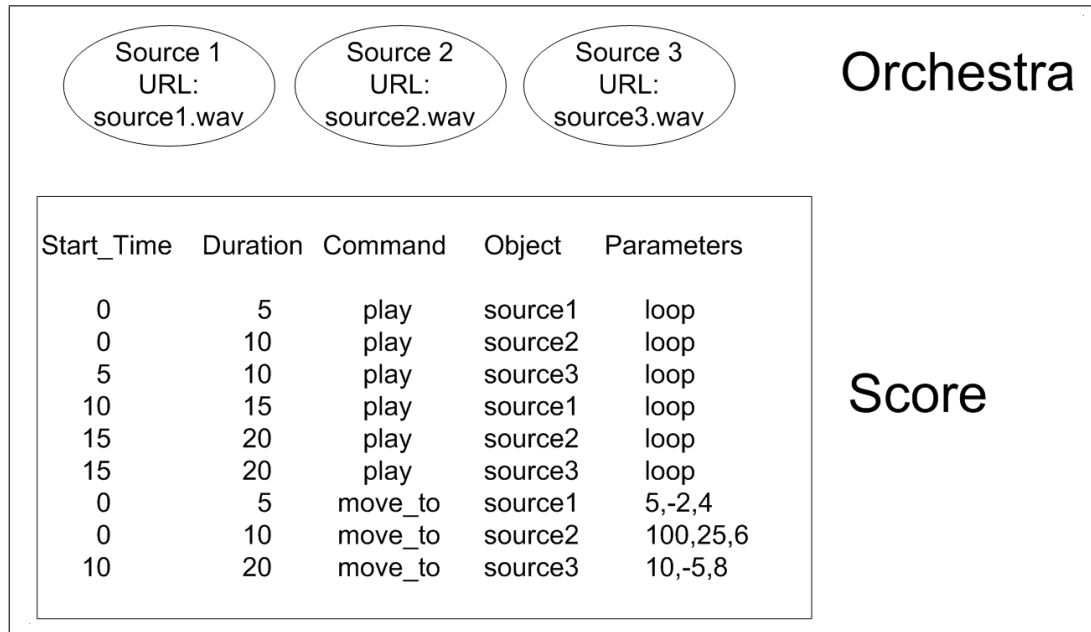 Source 1
URL:
source1.wav
Source 2
URL:
source2.wav
Source 3
URL:
source3.wav
Orchestra
Start_Time Duration Command Object Parameters
0 5 play source1 loop
0 10 play source2 loop
5 10 play source3 loop
10 15 play source1 loop
15 20 play source2 loop
15 20 play source3 loop
0 5 move_to source1 5,-2,4
0 10 move_to source2 100,25,6
10 20 move_to source3 10,-5,8
Score